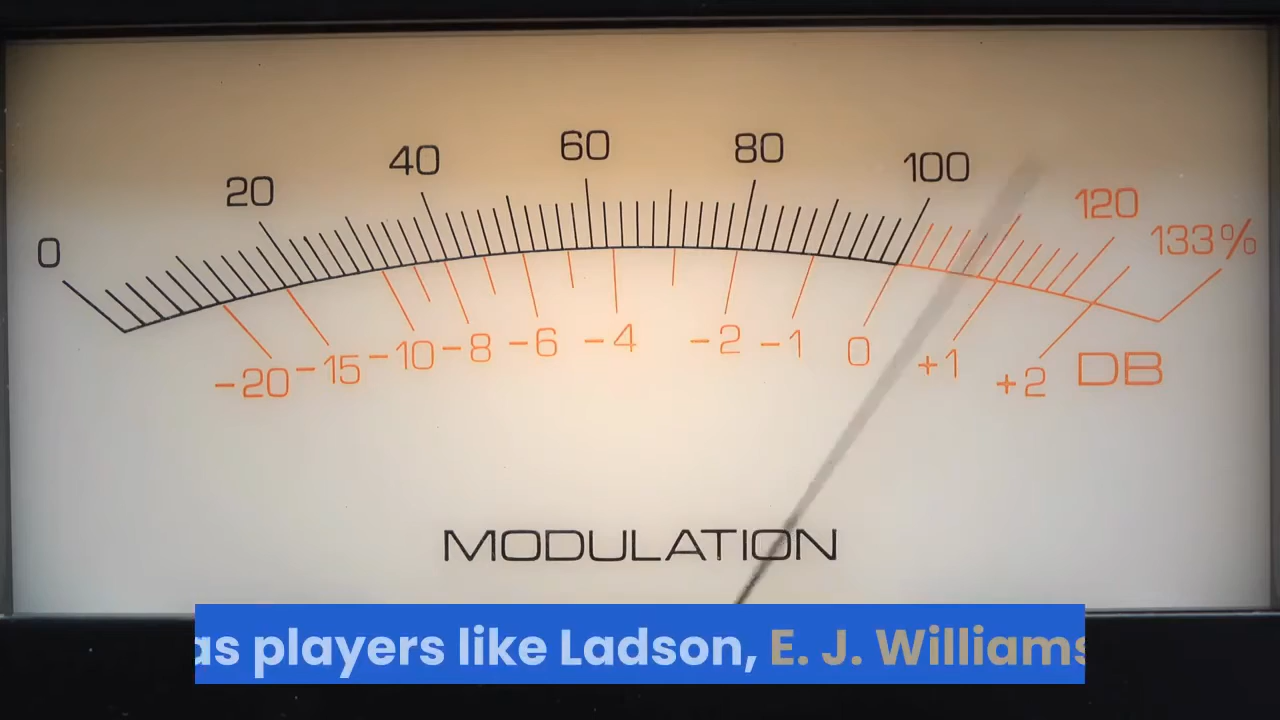 0 20 40 60 80 100 120 133%
-20 -15 -10 -8 -6 -4 -2 -1 0 +1 +2 DB
MODULATION
as players like Ladson, E. J. Williams